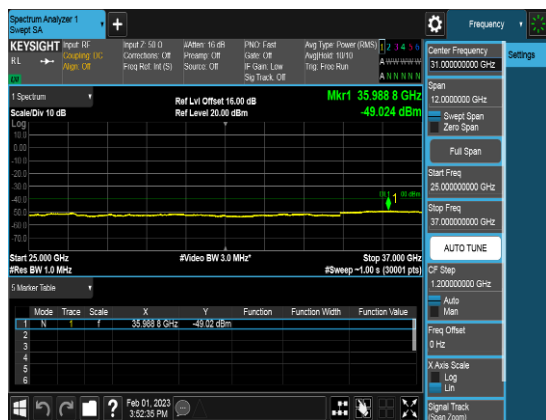 Spectrum Analyzer 1
Swept SA
+
Frequency
KEYSIGHT
Input: RF
Input Z: 50 Ω
#Atten: 16 dB
PNO: Fast
Avg Type: Power (RMS)
1 2 3 4 5 6
RL
Coupling: DC
Corrections: Off
Preamp: Off
Gate: Off
Avg|Hold: 10/10
A W W W W W
Align: Off
Freq Ref: Int (S)
Source: Off
IF Gain: Low
Trig: Free Run
Sig Track: Off
A N N N N N
1 Spectrum
Ref Lvl Offset 16.00 dB
Mkr1 35.988 8 GHz
Scale/Div 10 dB
Ref Level 20.00 dBm
-49.024 dBm
Log
10.0
0.00
-10.0
-20.0
-30.0
-40.0
-50.0
-60.0
-70.0
1
Start 25.000 GHz
#Video BW 3.0 MHz*
Stop 37.000 GHz
#Res BW 1.0 MHz
#Sweep ~1.00 s (30001 pts)
5 Marker Table
Mode Trace Scale X Y Function Function Width Function Value
1 N 1 f 35.988 8 GHz -49.02 dBm
2
3
4
5
6
Feb 01, 2023
3:52:35 PM
?
Center Frequency
31.000000000 GHz
Settings
Span
12.0000000 GHz
Swept Span
Zero Span
Full Span
Start Freq
25.000000000 GHz
Stop Freq
37.000000000 GHz
AUTO TUNE
CF Step
1.200000000 GHz
Auto
Man
Freq Offset
0 Hz
X Axis Scale
Log
Lin
Signal Track
(Span Zoom)